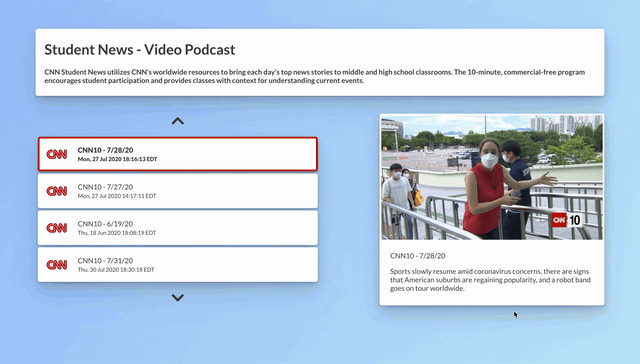 Student News - Video Podcast
CNN Student News utilizes CNN's worldwide resources to bring each day's top news stories to middle and high school classrooms. The 10-minute, commercial-free program
encourages student participation and provides classes with context for understanding current events.
CNN CNN10 - 7/28/20
Mon, 27 Jul 2020 18:16:13 EDT
CNN CNN10 - 7/27/20
Mon, 27 Jul 2020 14:17:11 EDT
CNN CNN10 - 6/19/20
Thu, 18 Jun 2020 18:08:19 EDT
CNN CNN10 - 7/31/20
Thu, 30 Jul 2020 18:30:18 EDT
CNN 10
CNN10 - 7/28/20
Sports slowly resume amid coronavirus concerns, there are signs
that American suburbs are regaining popularity, and a robot band
goes on tour worldwide.